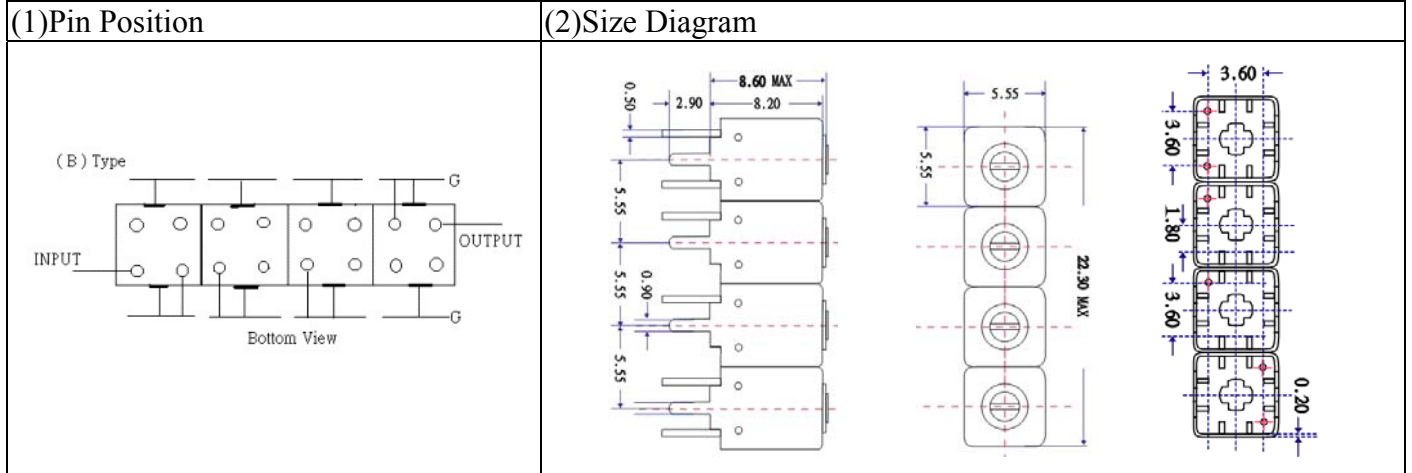 (1)Pin Position
(2)Size Diagram
(B) Type
G
INPUT
OUTPUT
G
Bottom View
8.60 MAX
0.50
2.90
8.20
5.55
5.55
0.90
5.55
5.55
5.55
22.30 MAX
3.60
3.60
1.80
3.60
0.20